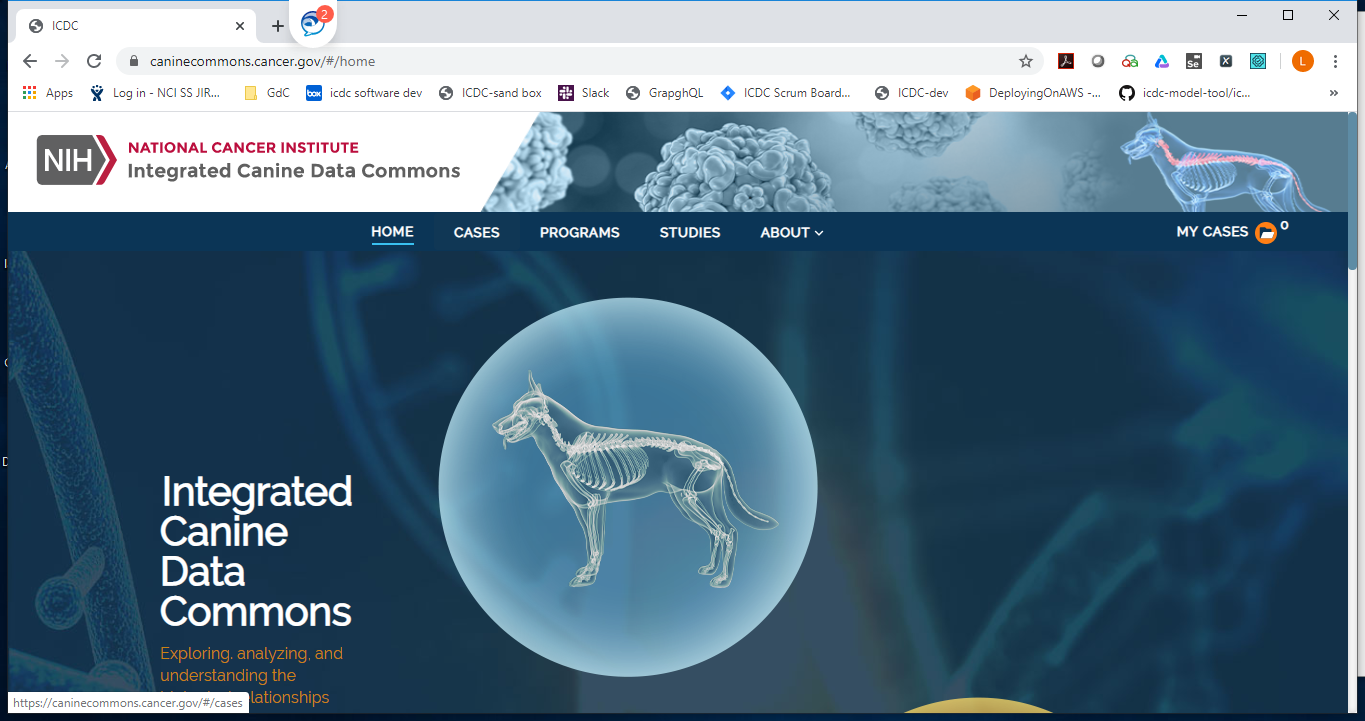 ICDC
2
caninecommons.cancer.gov/#/home
Se
X
L
Apps
Log in - NCI SS JIR...
GdC
box
icdc software dev
ICDC-sand box
Slack
GrapghQL
ICDC Scrum Board...
ICDC-dev
DeployingOnAWS -...
icdc-model-tool/ic...
»
NIH
NATIONAL CANCER INSTITUTE
Integrated Canine Data Commons
HOME
CASES
PROGRAMS
STUDIES
ABOUT
MY CASES
0
Integrated
Canine
Data
Commons
Exploring, analyzing, and
understanding the
https://caninecommons.cancer.gov/#/cases